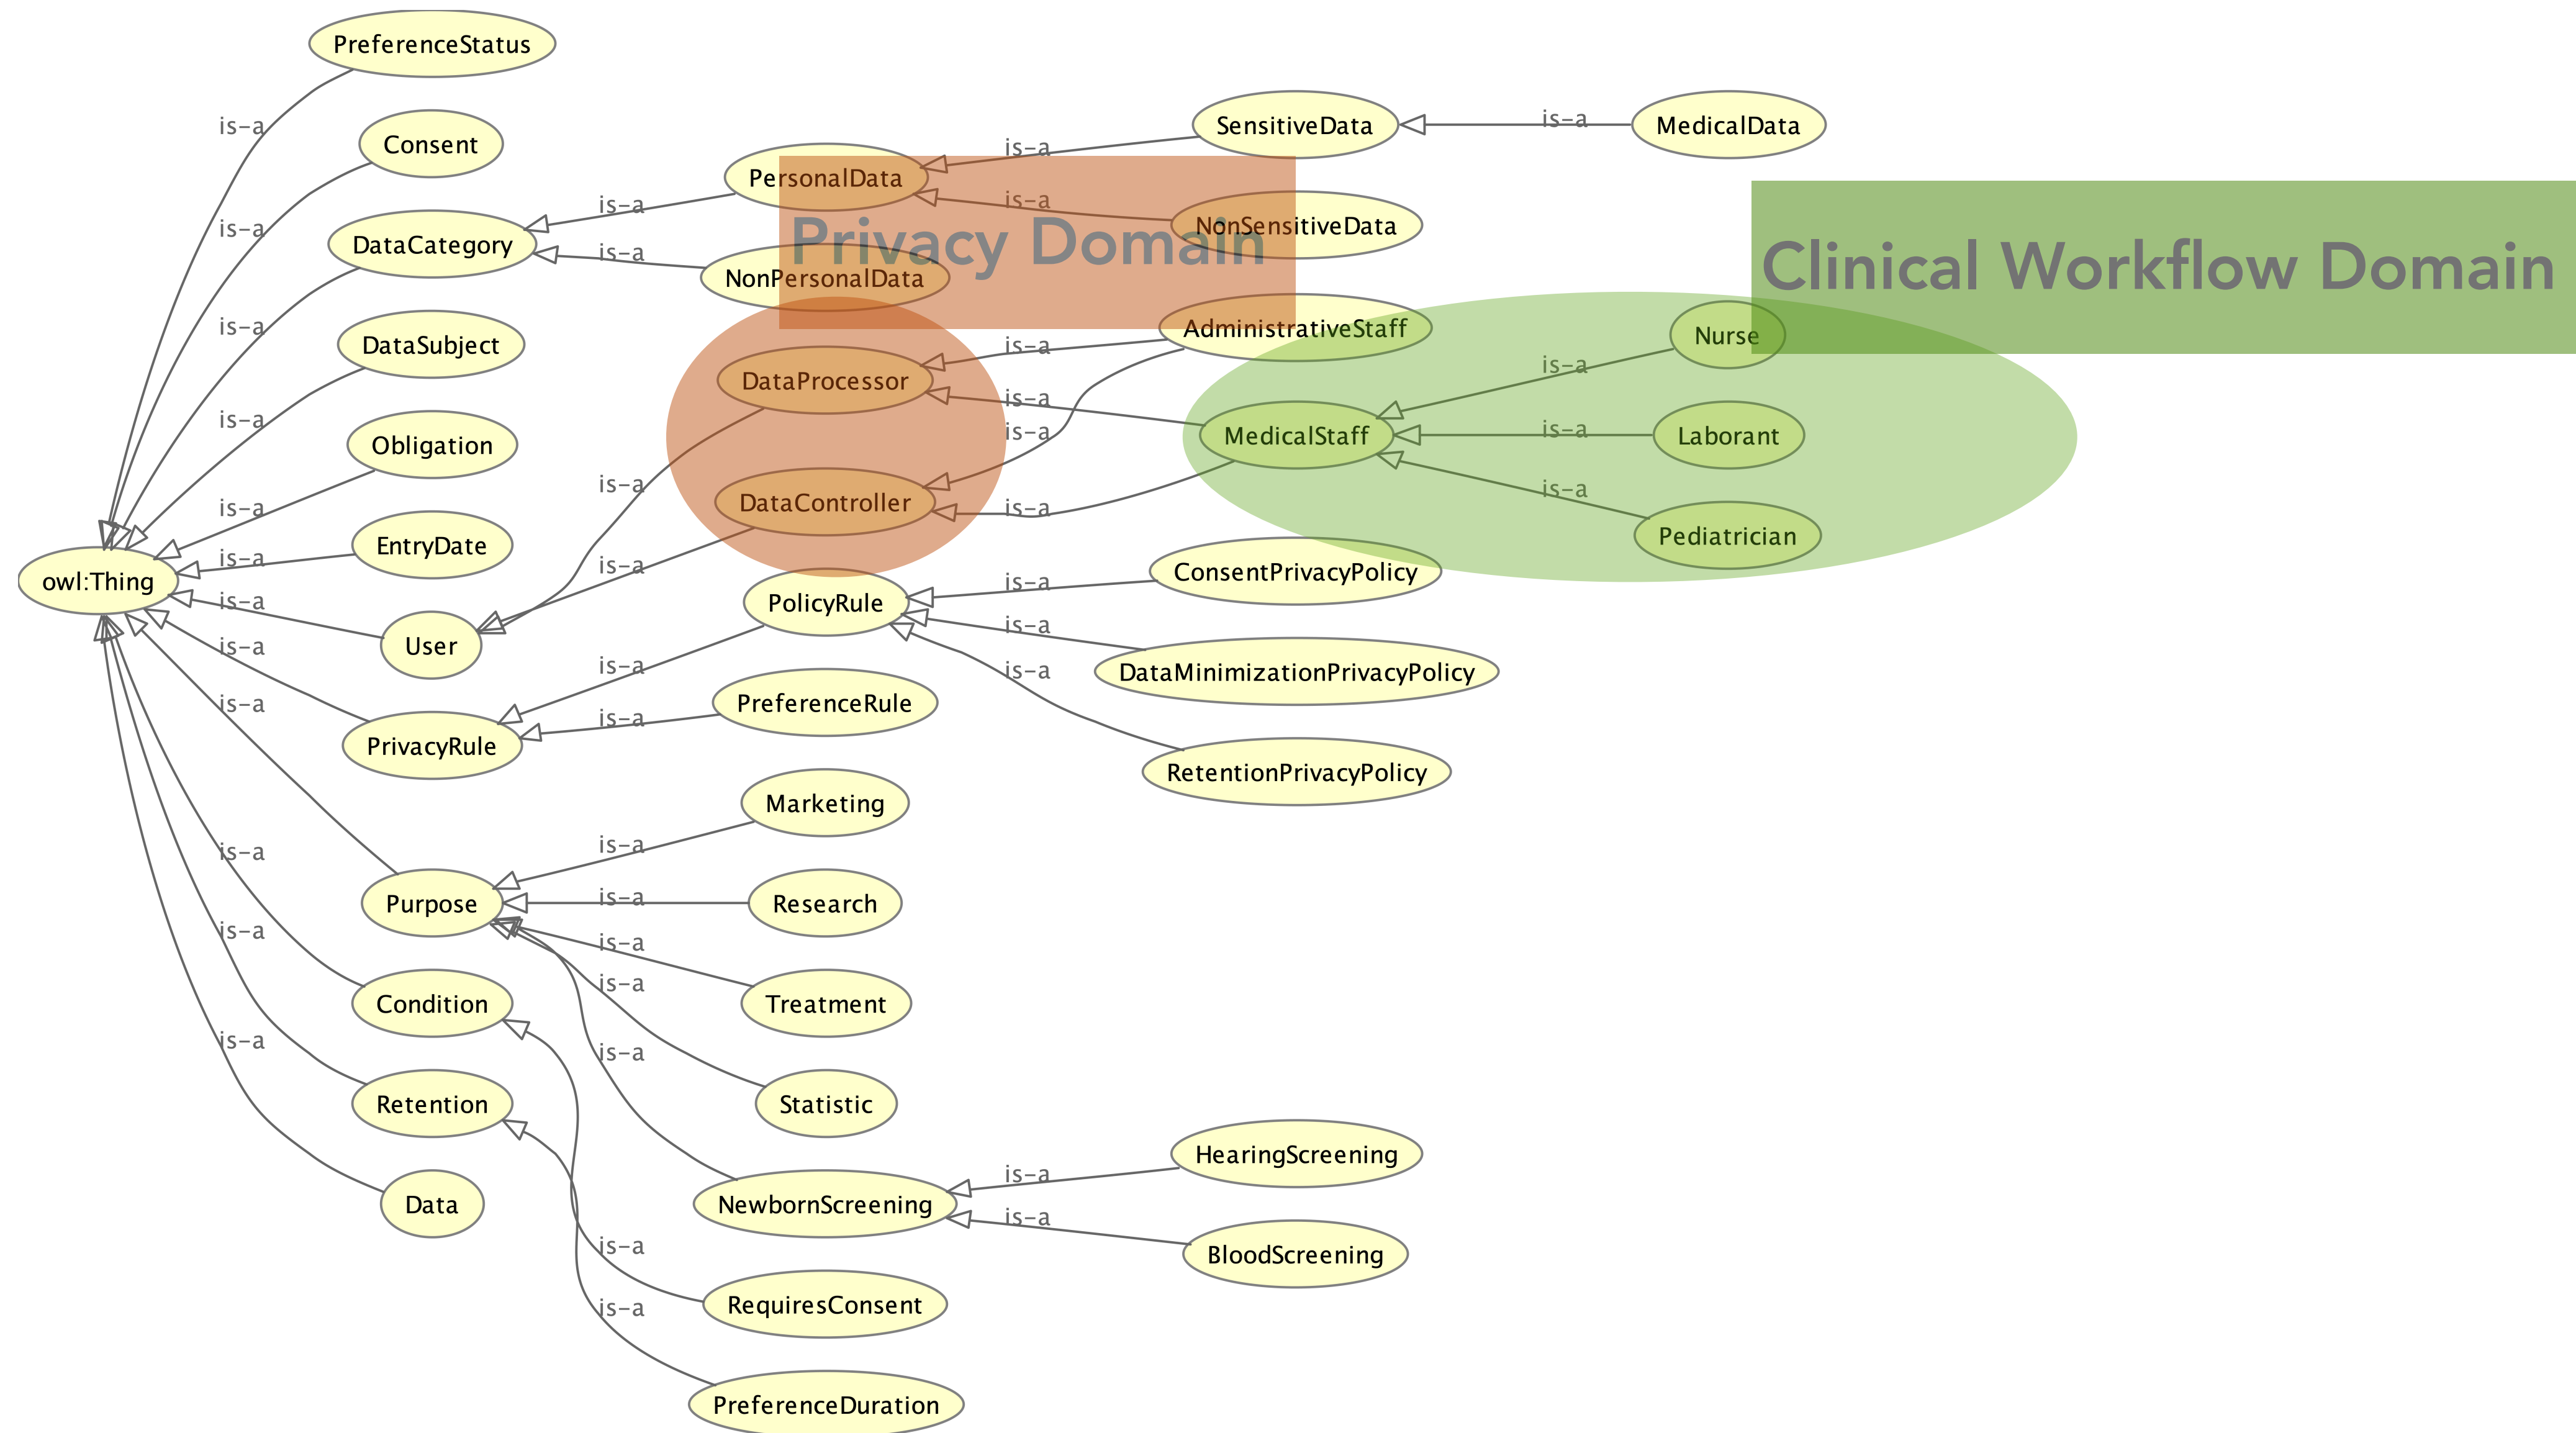 PreferenceStatus
is-a
Consent
is-a
DataCategory
is-a
DataSubject
is-a
Obligation
is-a
EntryDate
is-a
owl:Thing
is-a
User
is-a
PrivacyRule
is-a
Purpose
is-a
Condition
is-a
Retention
is-a
Data
PersonalData
is-a
NonPersonalData
is-a
DataProcessor
is-a
DataController
is-a
PolicyRule
is-a
PreferenceRule
is-a
Marketing
is-a
Research
is-a
Treatment
is-a
Statistic
is-a
NewbornScreening
is-a
RequiresConsent
is-a
PreferenceDuration
is-a
Privacy Domain
SensitiveData
is-a
NonSensitiveData
is-a
AdministrativeStaff
is-a
is-a
MedicalStaff
is-a
is-a
ConsentPrivacyPolicy
is-a
DataMinimizationPrivacyPolicy
is-a
RetentionPrivacyPolicy
is-a
HearingScreening
is-a
BloodScreening
is-a
MedicalData
is-a
Clinical Workflow Domain
Nurse
is-a
Laborant
is-a
Pediatrician
is-a